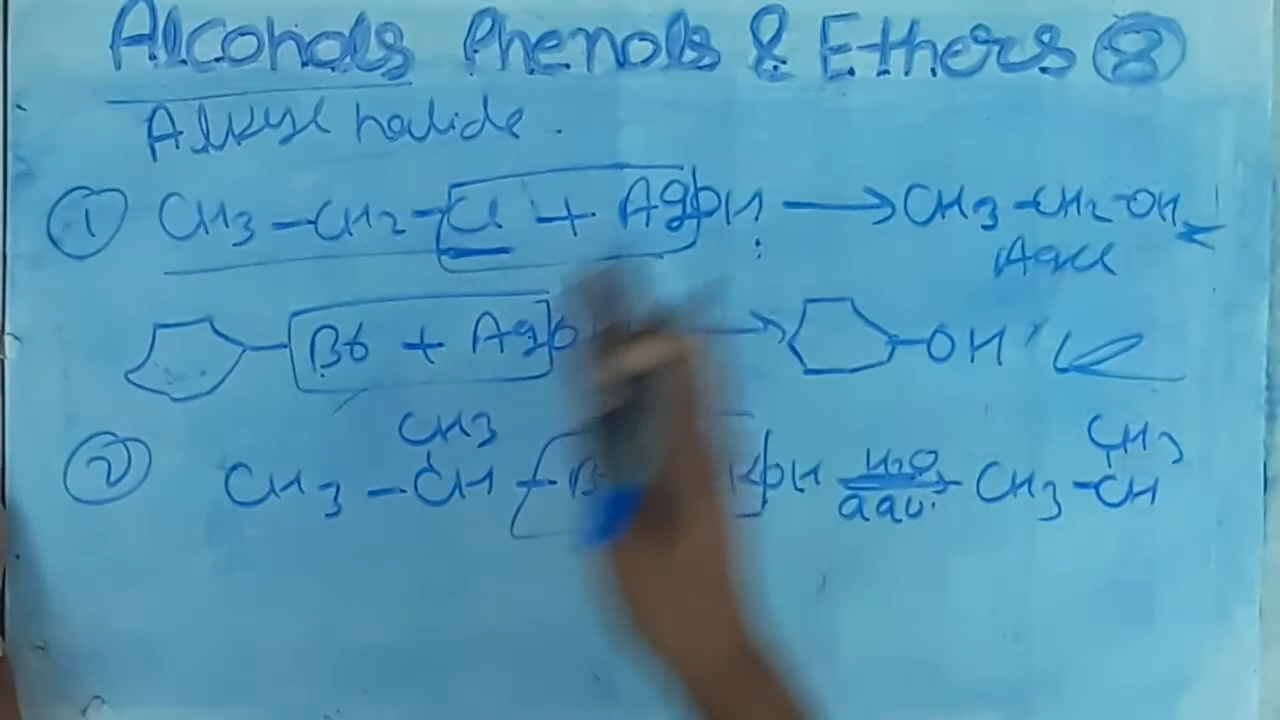 Alcohols Phenols & Ethers 8
Alkyl halide.
① CH3-CH2-Cl + AgOH → CH3-CH2-OH
AgCl
Br + AgO → -OH
CH3 CH3
② CH3-CH- KOH H2O CH3-CH
aqu.